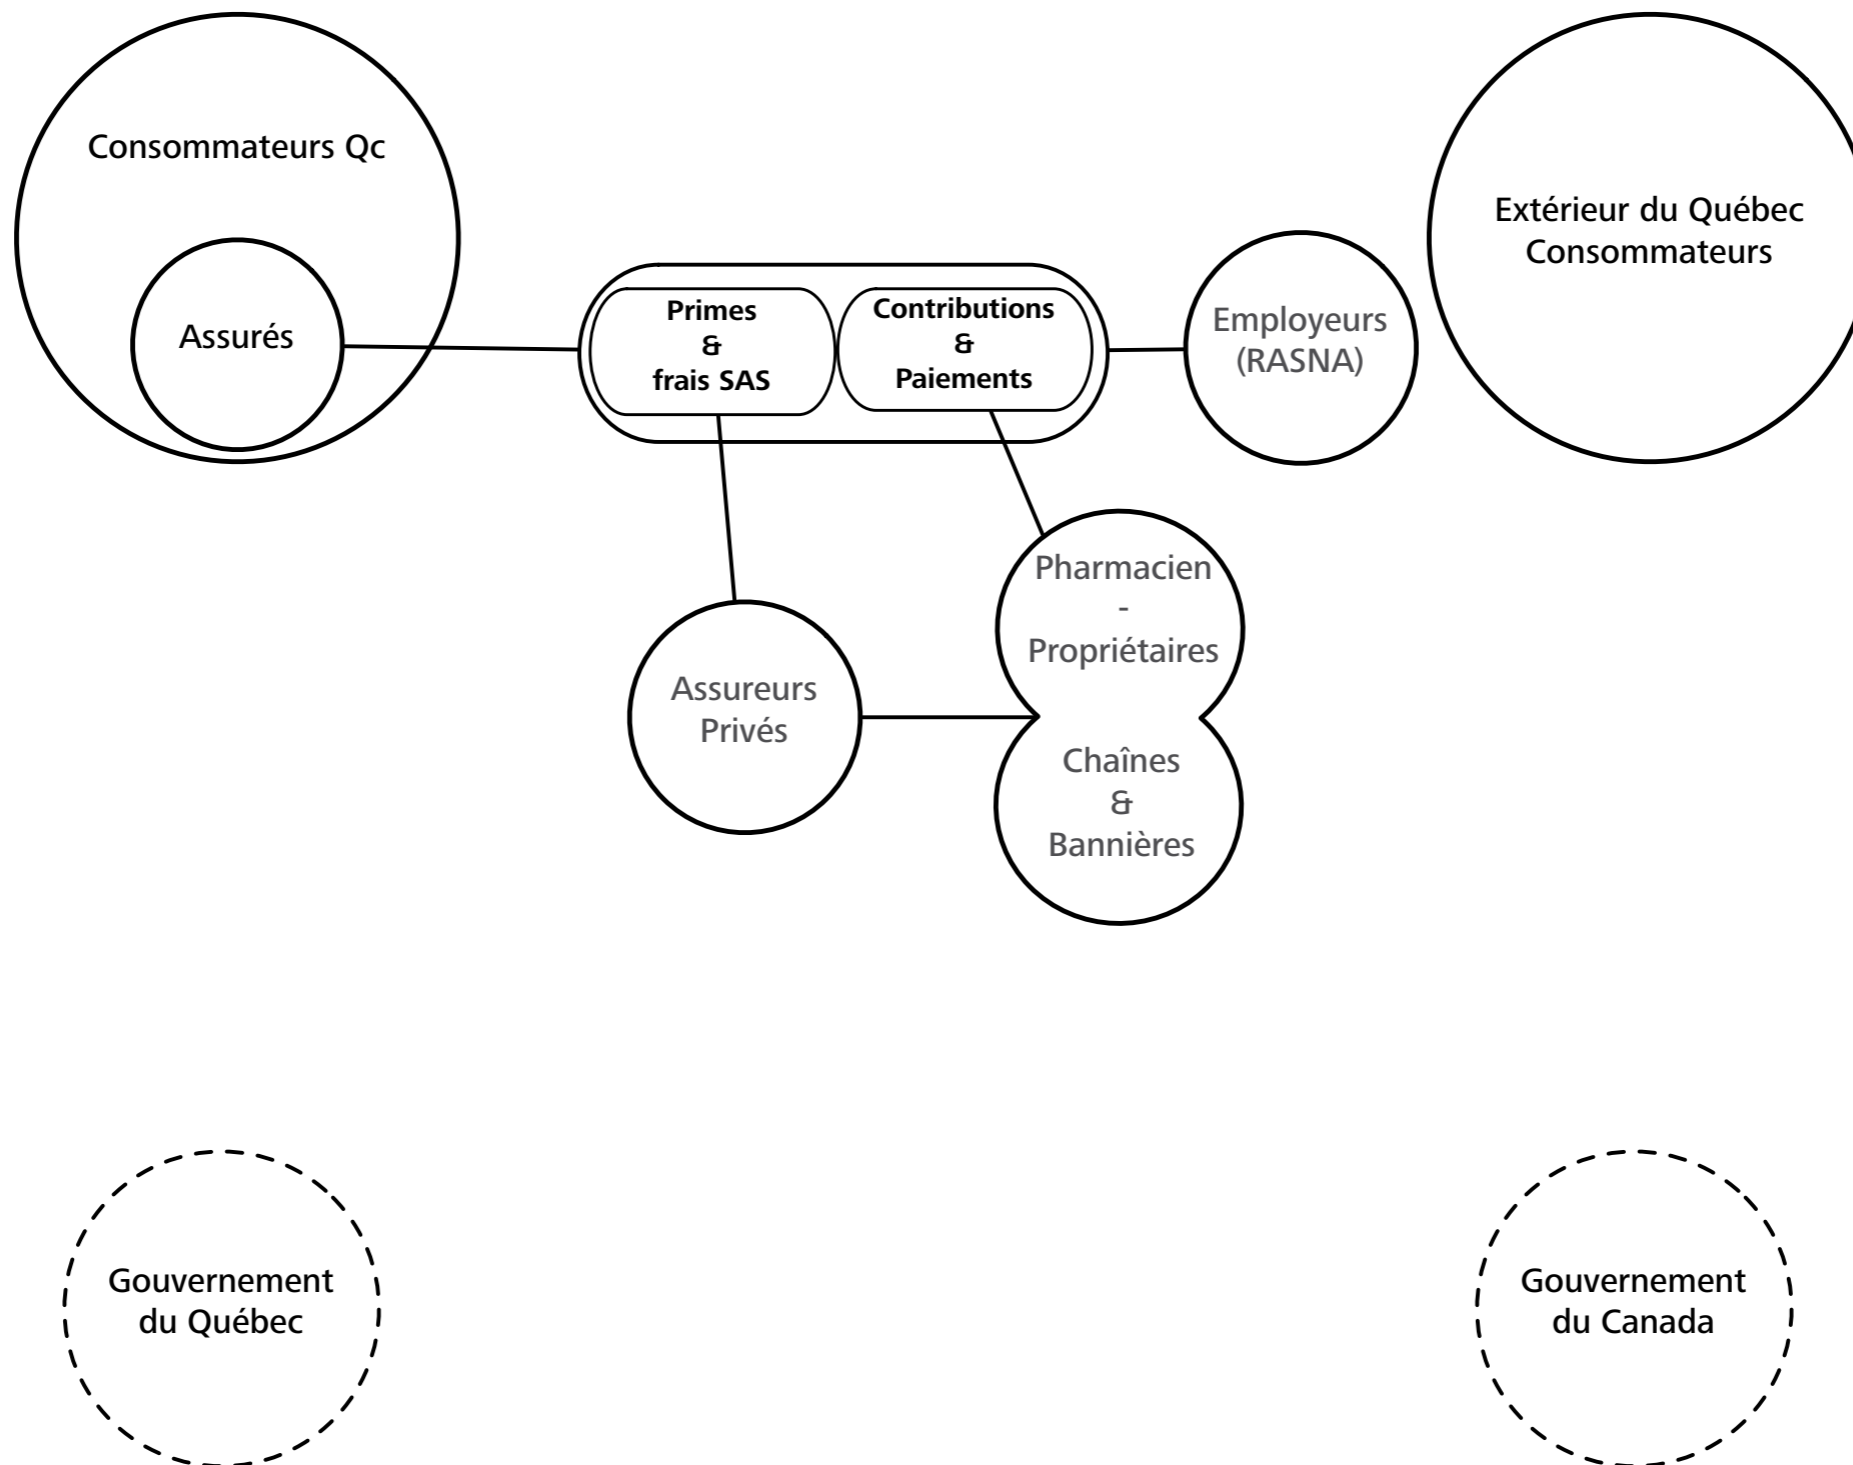 Consommateurs Qc
Assurés
Primes
&
frais SAS
Contributions
&
Paiements
Employeurs
(RASNA)
Extérieur du Québec
Consommateurs
Pharmacien
-
Propriétaires
Assureurs
Privés
Chaînes
&
Bannières
Gouvernement
du Québec
Gouvernement
du Canada